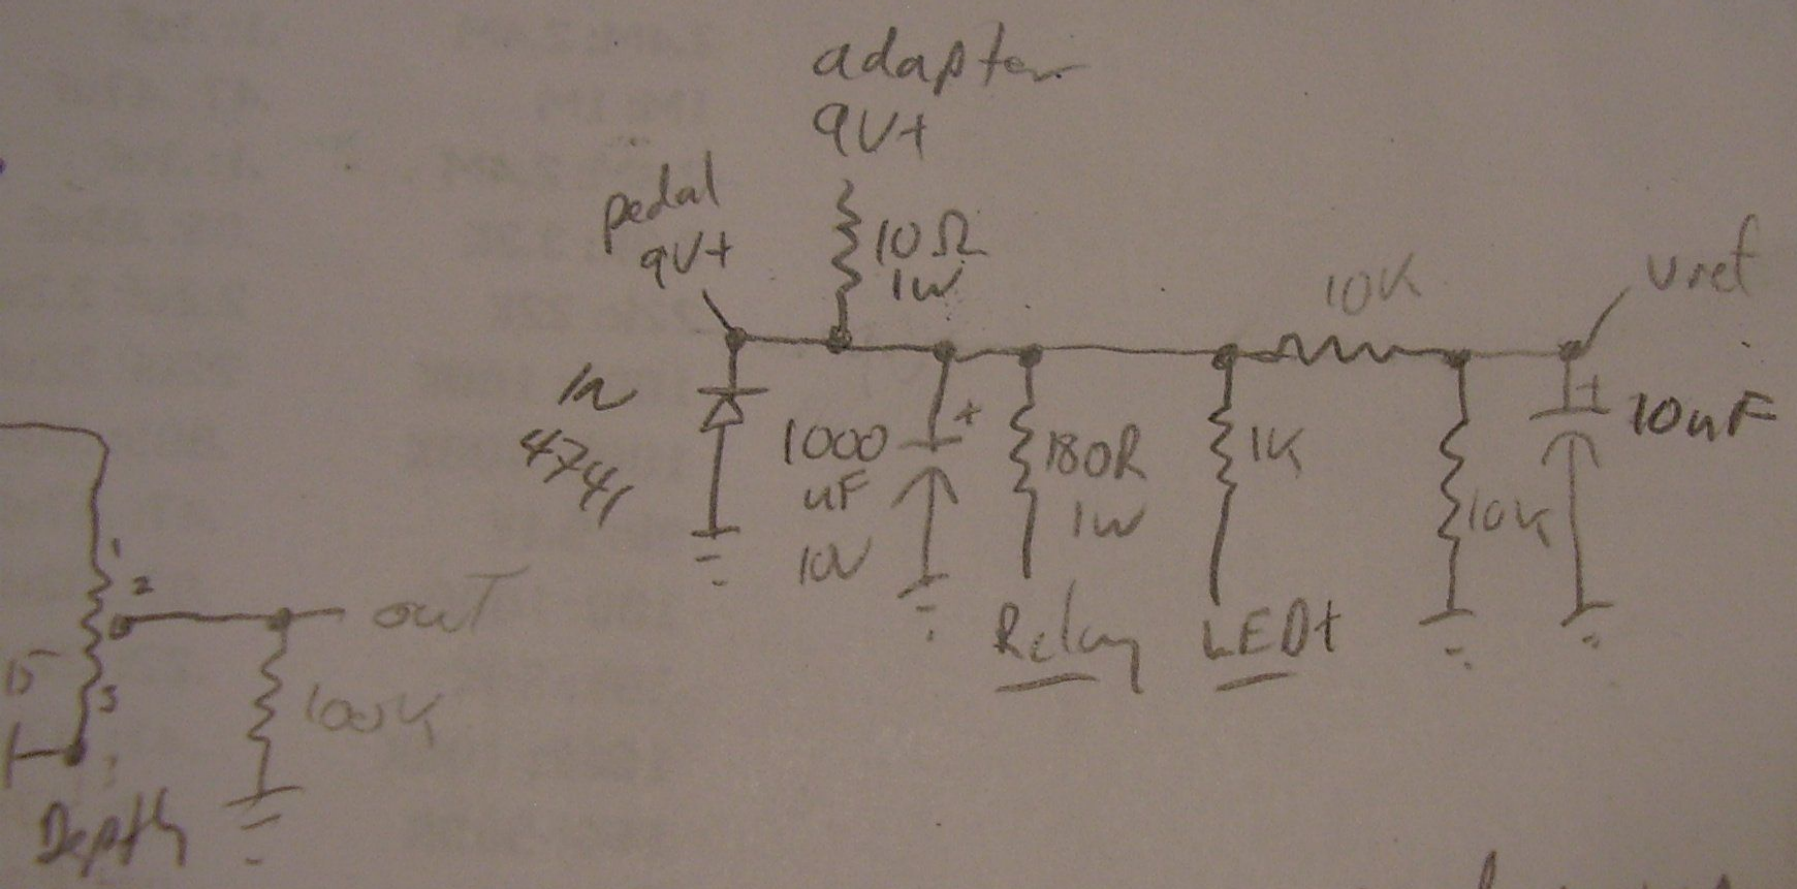 adapter
9V+
pedal
9V+
10Ω
1W
10K
Vref
1n
4741
1000
uF
10V
+
180R
1W
1K
10K
+
10uF
Relay
LED+
1
2
3
out
100K
Depth